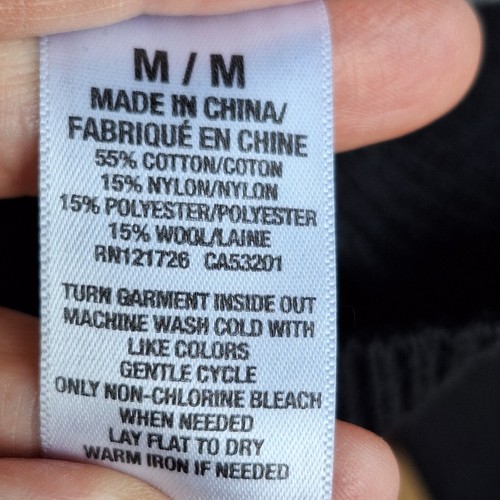 M / M
MADE IN CHINA/
FABRIQUÉ EN CHINE
55% COTTON/COTON
15% NYLON/NYLON
15% POLYESTER/POLYESTER
15% WOOL/LAINE
RN121726 CA53201
TURN GARMENT INSIDE OUT
MACHINE WASH COLD WITH
LIKE COLORS
GENTLE CYCLE
ONLY NON-CHLORINE BLEACH
WHEN NEEDED
LAY FLAT TO DRY
WARM IRON IF NEEDED